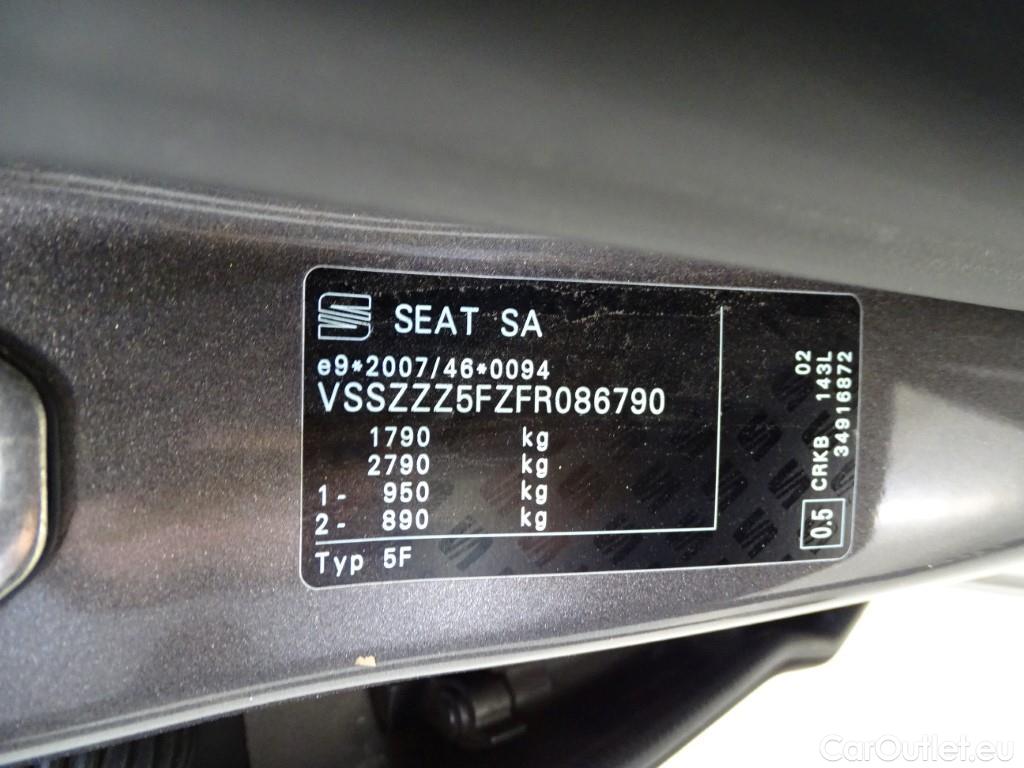 SEAT SA
e9*2007/46*0094
VSSZZZ5FZFR086790
1790 kg
2790 kg
1- 950 kg
2- 890 kg
Typ 5F
02
0.5 CRKB 143L
34916872
CarOutlet.eu